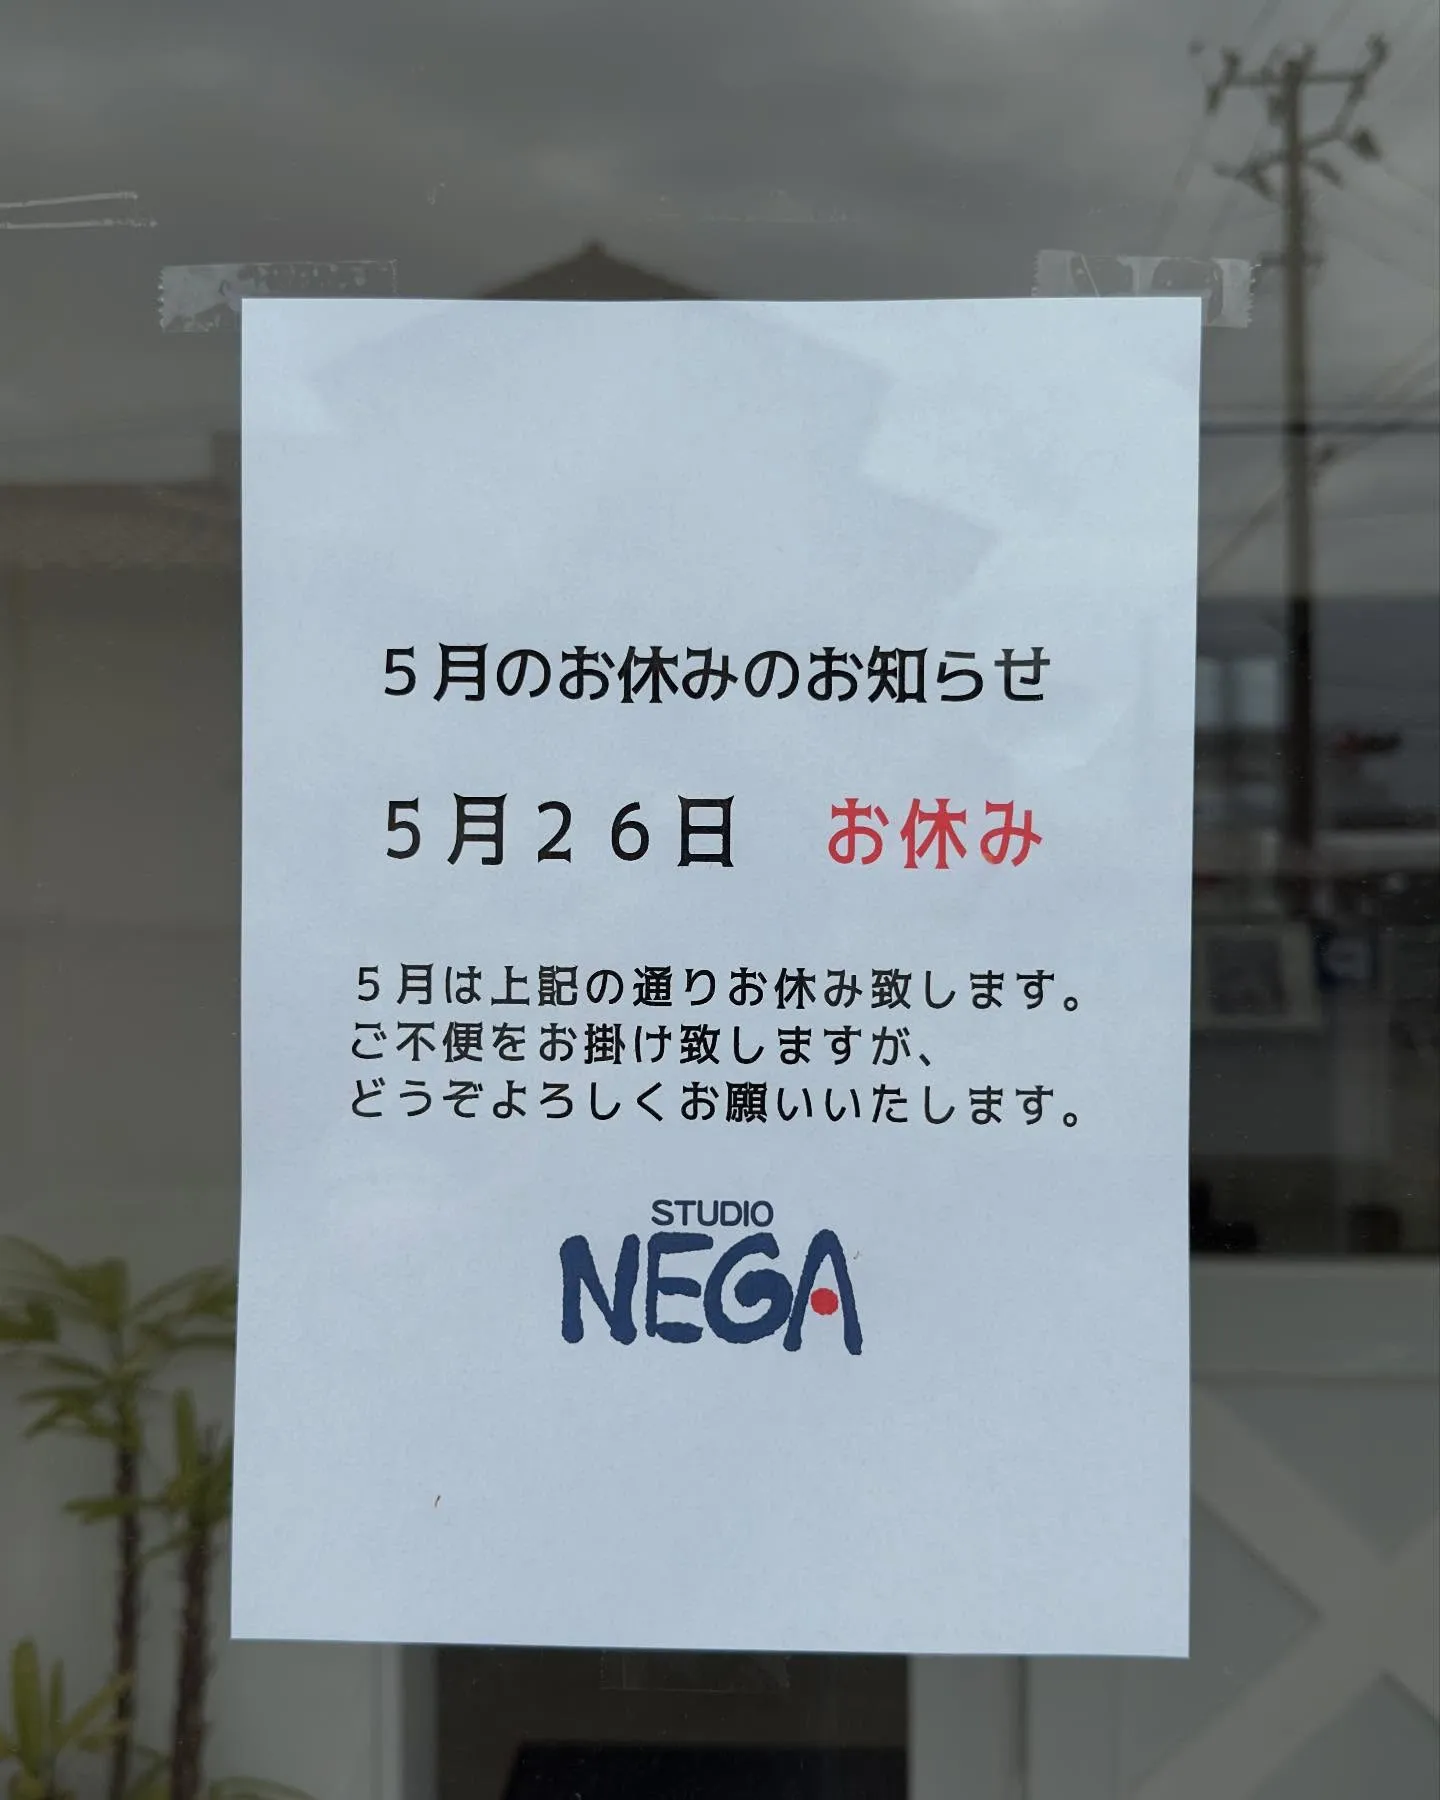 ５月のお休みのお知らせ
５月２６日　お休み
５月は上記の通りお休み致します。
ご不便をお掛け致しますが、
どうぞよろしくお願いいたします。
STUDIO
NEGA